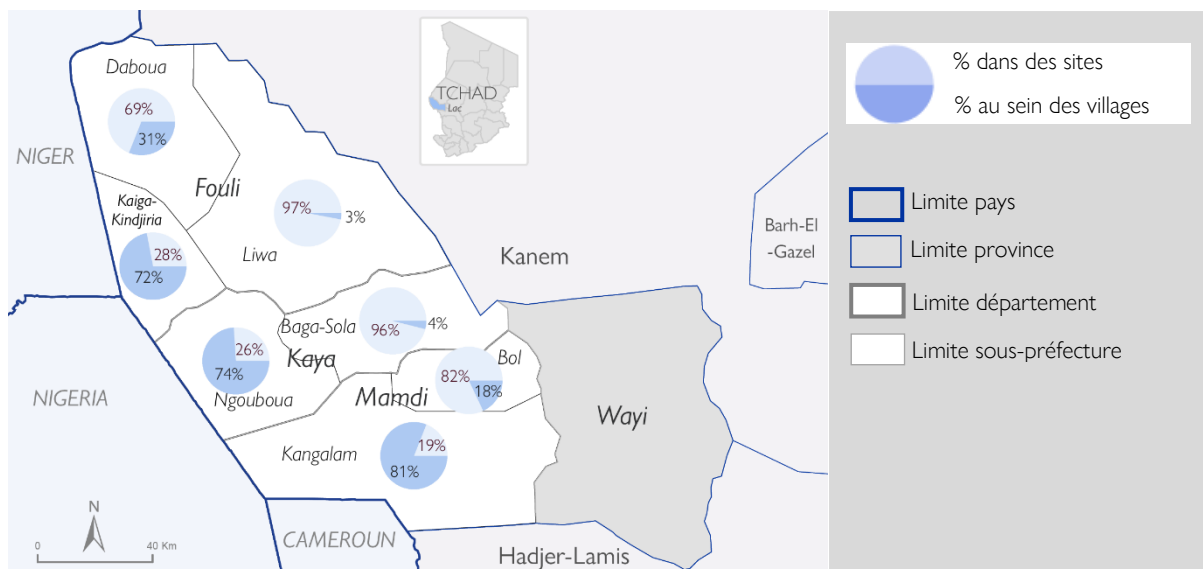 Daboua
69%
31%
NIGER
Fouli
Kaiga-
Kindjiria
28%
72%
97%
3%
Liwa
TCHAD
Lac
Kanem
Barh-El
-Gazel
Baga-Sola
96%
4%
Kaya
26%
74%
Ngouboua
Bol
82%
18%
Mamdi
Wayi
NIGERIA
Kangalam
19%
81%
N
0 40 Km
CAMEROUN
Hadjer-Lamis
% dans des sites
% au sein des villages
Limite pays
Limite province
Limite département
Limite sous-préfecture